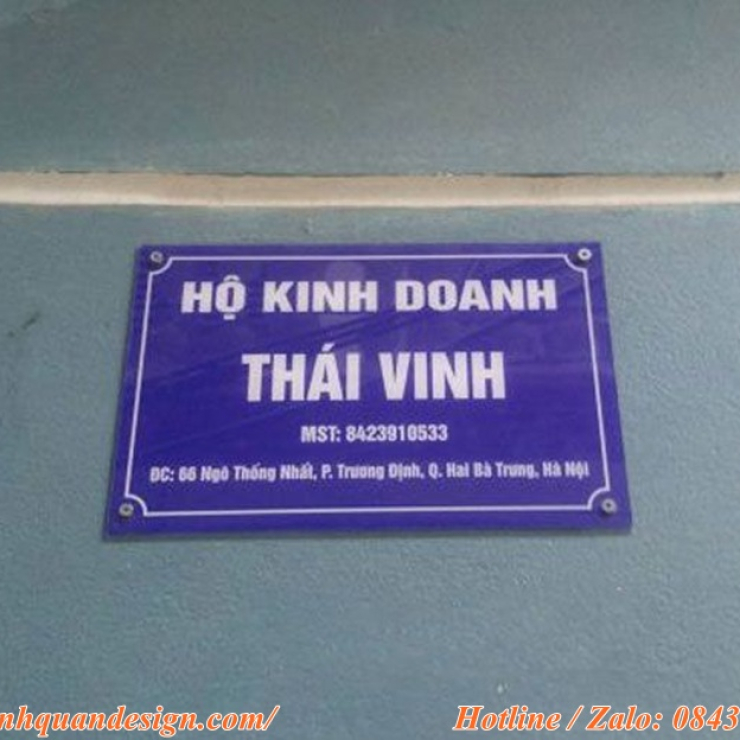 HỘ KINH DOANH
THÁI VINH
MST: 8423910533
ĐC: 66 Ngõ Thống Nhất, P. Trương Định, Q. Hai Bà Trưng, Hà Nội
nhquandesign.com/
Hotline / Zalo: 0843